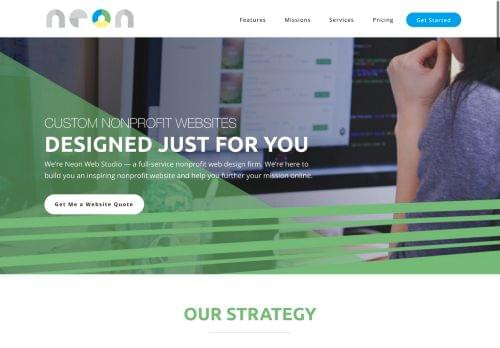 neon
Features Missions Services Pricing Get Started
CUSTOM NONPROFIT WEBSITES
DESIGNED JUST FOR YOU
We're Neon Web Studio — a full-service nonprofit web design firm. We're here to
build you an inspiring nonprofit website and help you further your mission online.
Get Me a Website Quote
OUR STRATEGY